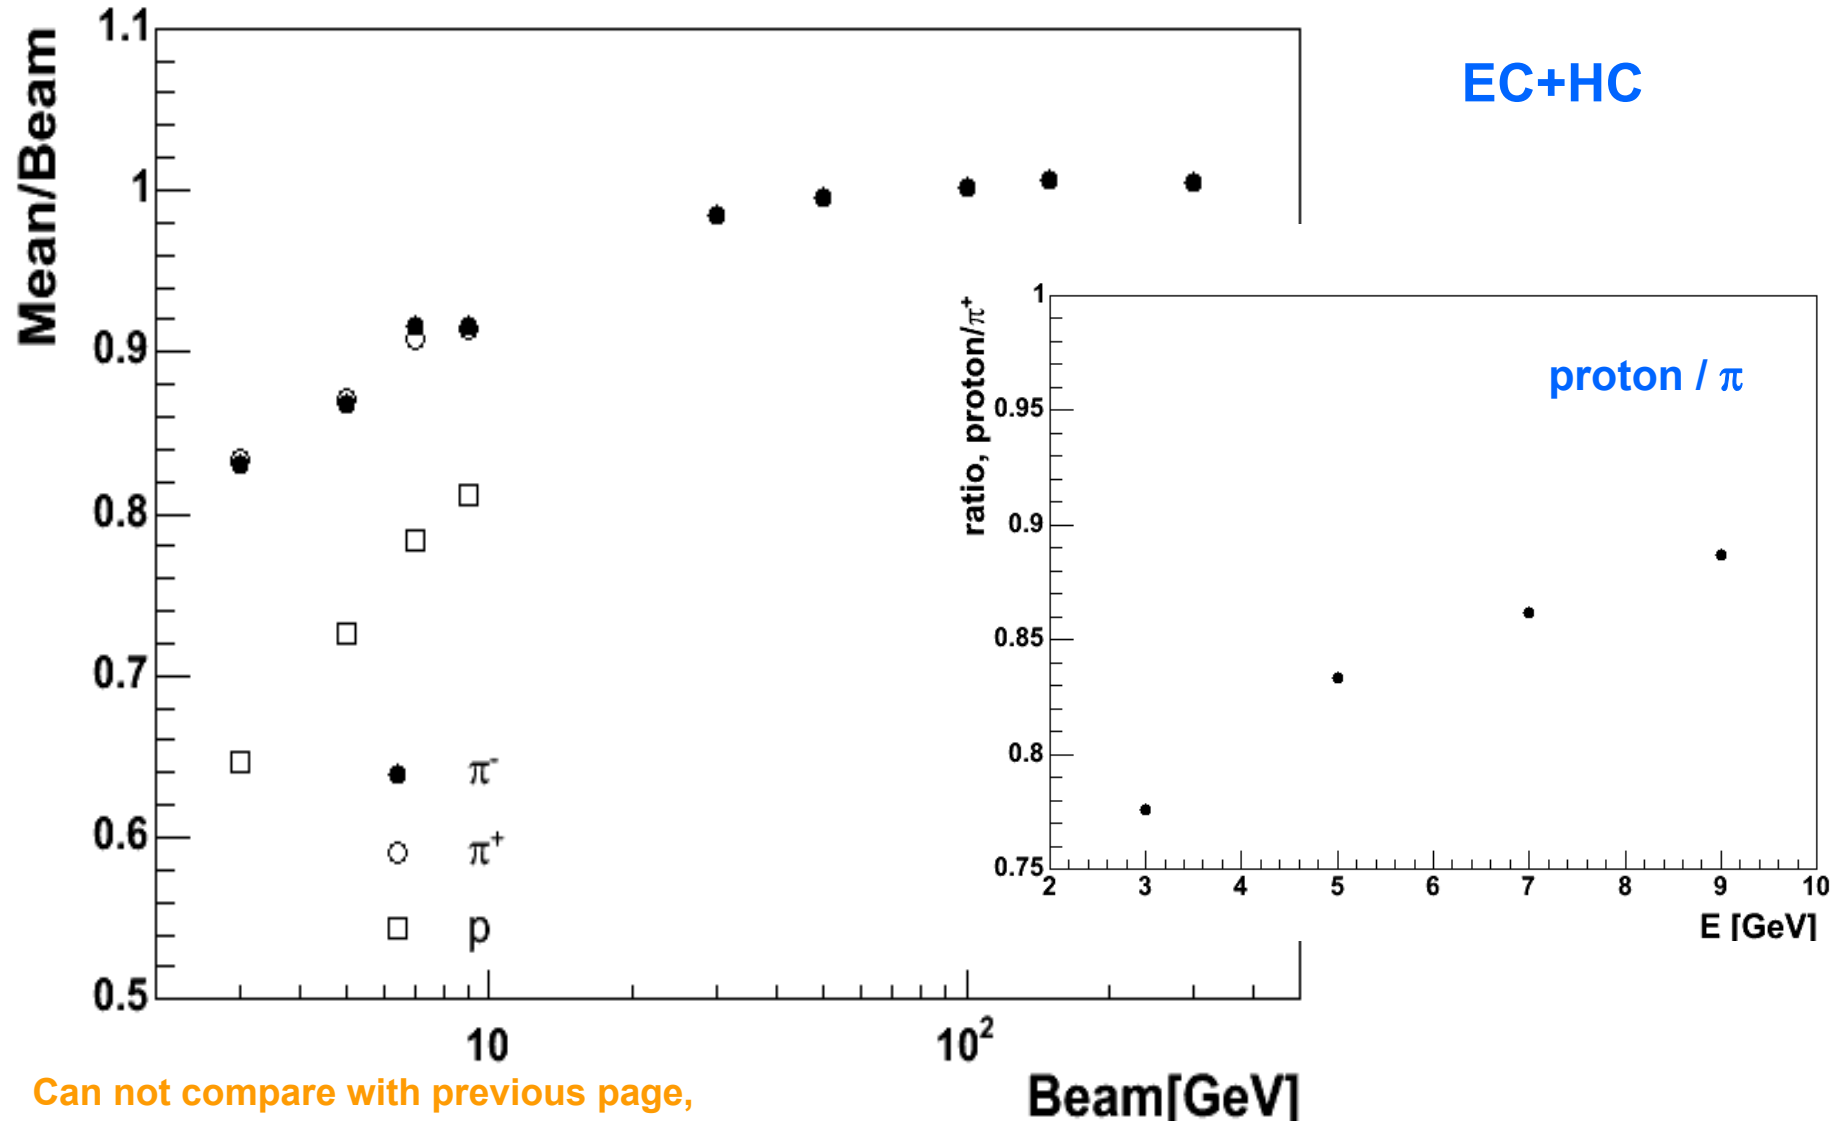 EC+HC
Mean/Beam
1.1
1
0.9
0.8
0.7
0.6
0.5
10
10²
Beam[GeV]
π⁻
π⁺
p
ratio, proton/π⁺
proton / π
1
0.95
0.9
0.85
0.8
0.75
2 3 4 5 6 7 8 9 10
E [GeV]
Can not compare with previous page,